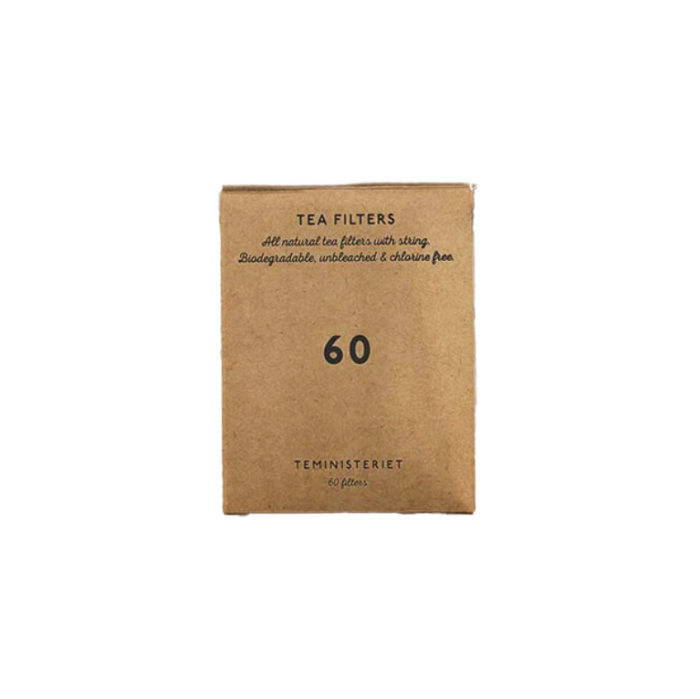 TEA FILTERS
All natural tea filters with string.
Biodegradable, unbleached & chlorine free.
60
TEMINISTERIET
60 filters